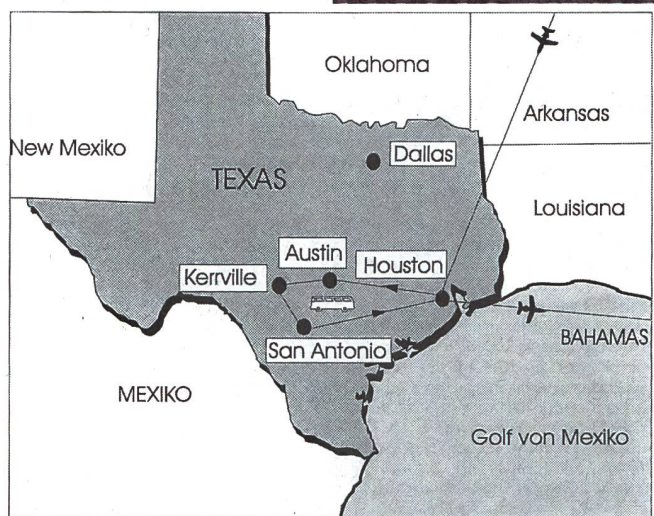 Oklahoma
Arkansas
New Mexiko
Dallas
TEXAS
Louisiana
Austin
Houston
Kerrville
San Antonio
BAHAMAS
MEXIKO
Golf von Mexiko